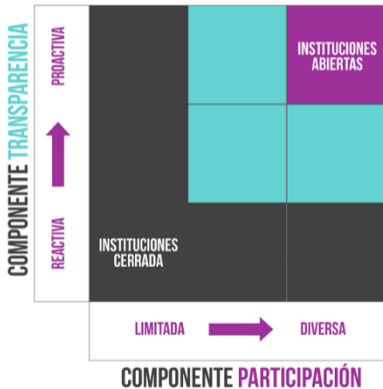 COMPONENTE TRANSPARENCIA
PROACTIVA
REACTIVA
INSTITUCIONES
ABIERTAS
INSTITUCIONES
CERRADA
LIMITADA
DIVERSA
COMPONENTE PARTICIPACIÓN